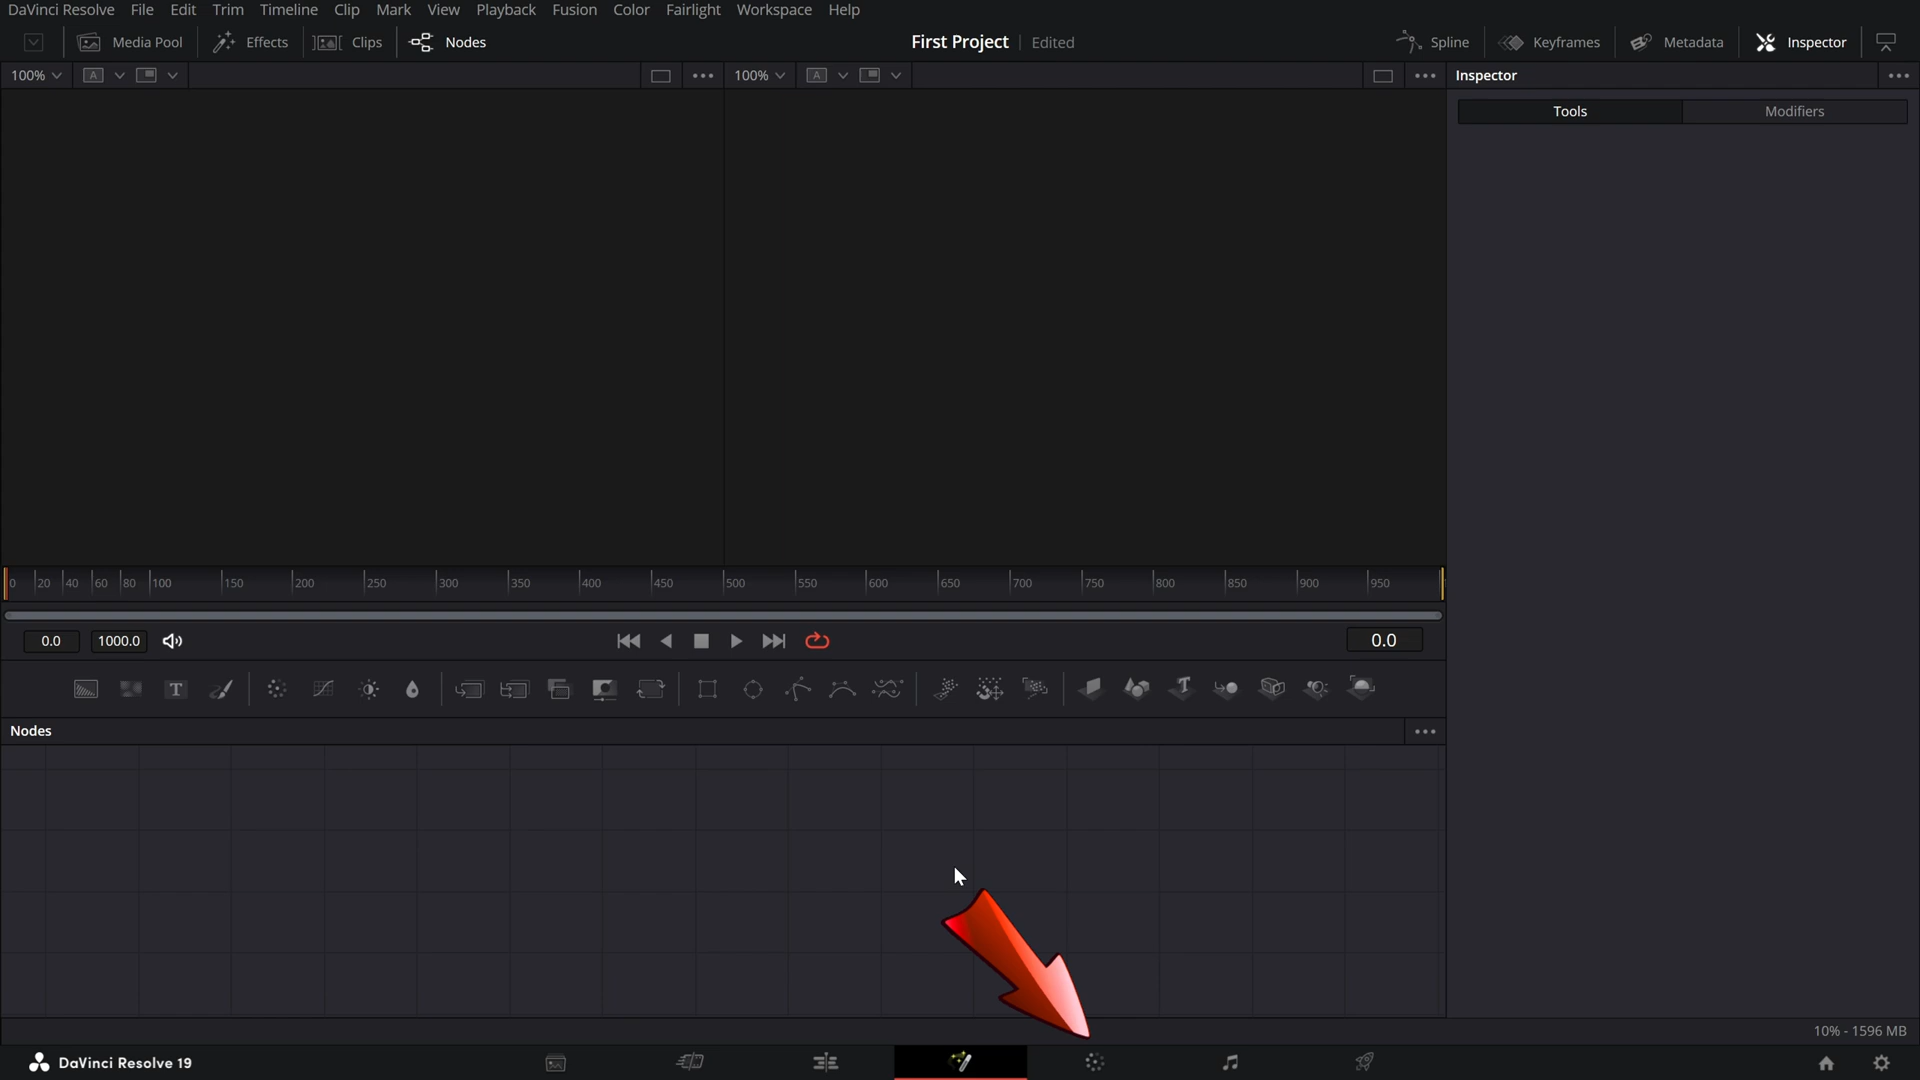 DaVinci Resolve File Edit Trim Timeline Clip Mark View Playback Fusion Color Fairlight Workspace Help
Media Pool Effects Clips Nodes First Project Edited Spline Keyframes Metadata Inspector
100% A 100% A Inspector
Tools Modifiers
0 20 40 60 80 100 150 200 250 300 350 400 450 500 550 600 650 700 750 800 850 900 950
0.0 1000.0 0.0
T T
Nodes
10% - 1596 MB
DaVinci Resolve 19